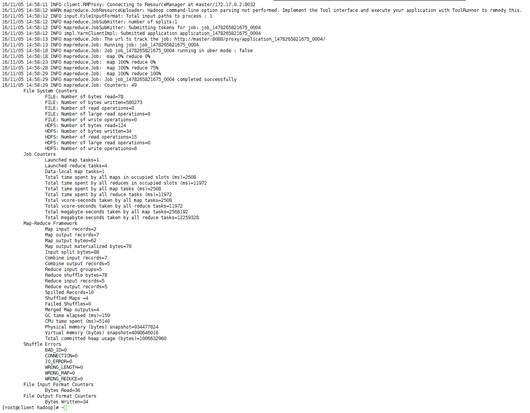 16/11/05 14:58:11 INFO client.RMProxy: Connecting to ResourceManager at master/172.17.0.2:8032
16/11/05 14:58:12 WARN mapreduce.JobResourceUploader: Hadoop command-line option parsing not performed. Implement the Tool interface and execute your application with ToolRunner to remedy this.
16/11/05 14:58:12 INFO input.FileInputFormat: Total input paths to process : 1
16/11/05 14:58:12 INFO mapreduce.JobSubmitter: number of splits:1
16/11/05 14:58:12 INFO mapreduce.JobSubmitter: Submitting tokens for job: job_1478265821675_0004
16/11/05 14:58:12 INFO impl.YarnClientImpl: Submitted application application_1478265821675_0004
16/11/05 14:58:13 INFO mapreduce.Job: The url to track the job: http://master:8088/proxy/application_1478265821675_0004/
16/11/05 14:58:13 INFO mapreduce.Job: Running job: job_1478265821675_0004
16/11/05 14:58:18 INFO mapreduce.Job: Job job_1478265821675_0004 running in uber mode : false
16/11/05 14:58:18 INFO mapreduce.Job: map 0% reduce 0%
16/11/05 14:58:23 INFO mapreduce.Job: map 100% reduce 0%
16/11/05 14:58:28 INFO mapreduce.Job: map 100% reduce 75%
16/11/05 14:58:29 INFO mapreduce.Job: map 100% reduce 100%
16/11/05 14:58:29 INFO mapreduce.Job: Job job_1478265821675_0004 completed successfully
16/11/05 14:58:29 INFO mapreduce.Job: Counters: 49
File System Counters
FILE: Number of bytes read=78
FILE: Number of bytes written=580273
FILE: Number of read operations=0
FILE: Number of large read operations=0
FILE: Number of write operations=0
HDFS: Number of bytes read=124
HDFS: Number of bytes written=34
HDFS: Number of read operations=15
HDFS: Number of large read operations=0
HDFS: Number of write operations=8
Job Counters
Launched map tasks=1
Launched reduce tasks=4
Data-local map tasks=1
Total time spent by all maps in occupied slots (ms)=2508
Total time spent by all reduces in occupied slots (ms)=11972
Total time spent by all map tasks (ms)=2508
Total time spent by all reduce tasks (ms)=11972
Total vcore-seconds taken by all map tasks=2508
Total vcore-seconds taken by all reduce tasks=11972
Total megabyte-seconds taken by all map tasks=2568192
Total megabyte-seconds taken by all reduce tasks=12259328
Map-Reduce Framework
Map input records=2
Map output records=7
Map output bytes=62
Map output materialized bytes=78
Input split bytes=88
Combine input records=7
Combine output records=5
Reduce input groups=5
Reduce shuffle bytes=78
Reduce input records=5
Reduce output records=5
Spilled Records=10
Shuffled Maps =4
Failed Shuffles=0
Merged Map outputs=4
GC time elapsed (ms)=159
CPU time spent (ms)=5140
Physical memory (bytes) snapshot=934477824
Virtual memory (bytes) snapshot=4098646016
Total committed heap usage (bytes)=1006632960
Shuffle Errors
BAD_ID=0
CONNECTION=0
IO_ERROR=0
WRONG_LENGTH=0
WRONG_MAP=0
WRONG_REDUCE=0
File Input Format Counters
Bytes Read=36
File Output Format Counters
Bytes Written=34
[root@client hadoop]# ~